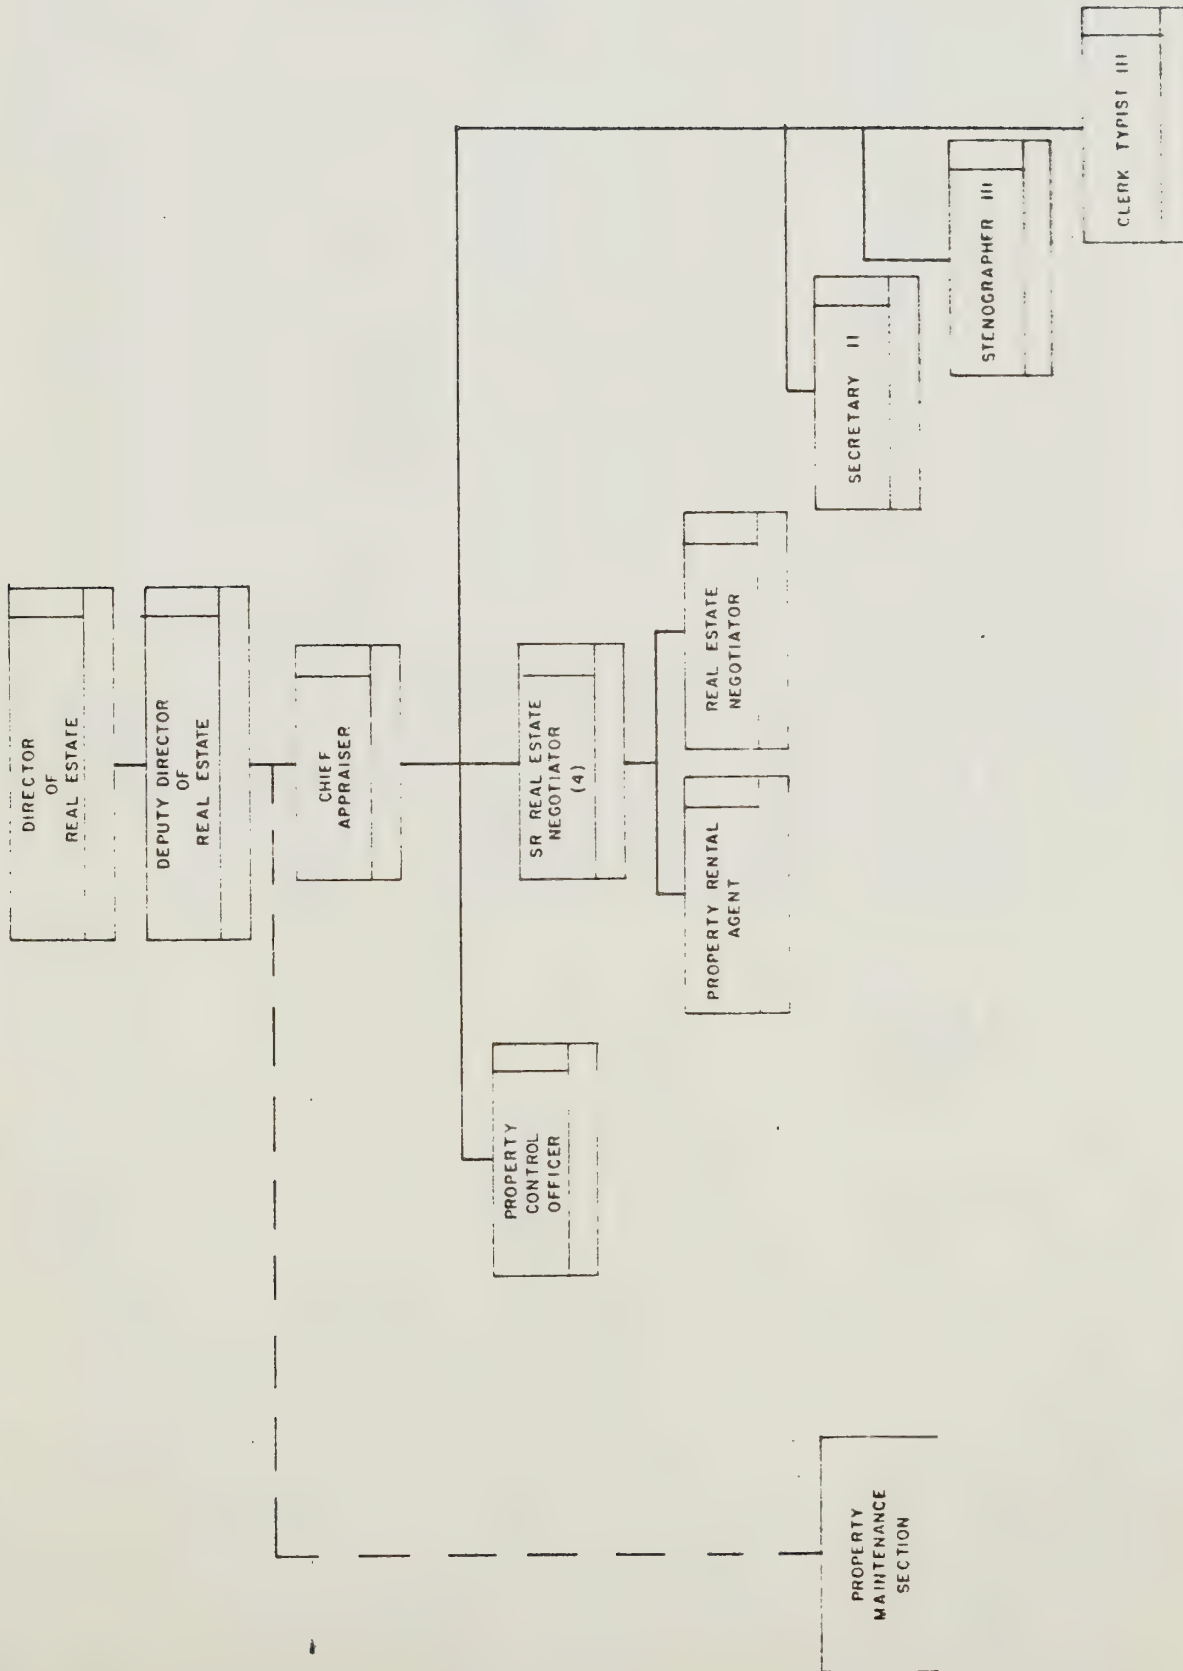 DIRECTOR
OF
REAL ESTATE
DEPUTY DIRECTOR
OF
REAL ESTATE
CHIEF
APPRAISER
PROPERTY
CONTROL
OFFICER
SR REAL ESTATE
NEGOTIATOR
(4)
PROPERTY RENTAL
AGENT
REAL ESTATE
NEGOTIATOR
SECRETARY II
STENOGRAPHER III
CLERK TYPIST III
PROPERTY
MAINTENANCE
SECTION